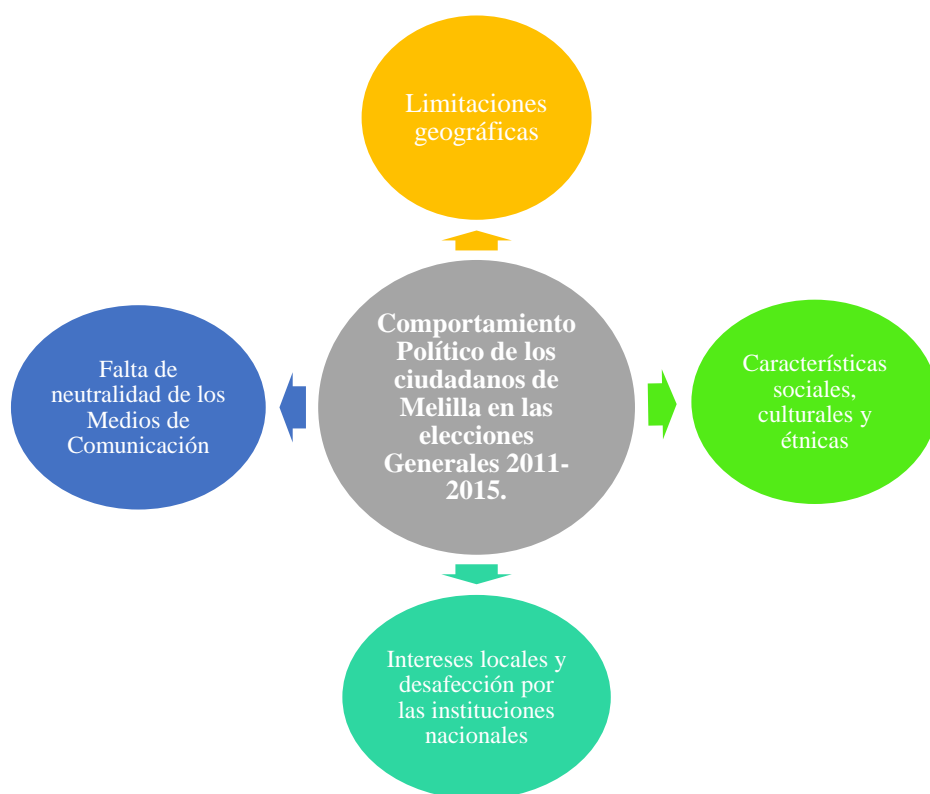 Limitaciones
geográficas
Comportamiento
Político de los
ciudadanos de
Melilla en las
elecciones
Generales 2011-
2015.
Falta de
neutralidad de los
Medios de
Comunicación
Característícas
sociales,
culturales y
étnicas
Intereses locales y
desafección por
las instituciones
nacionales